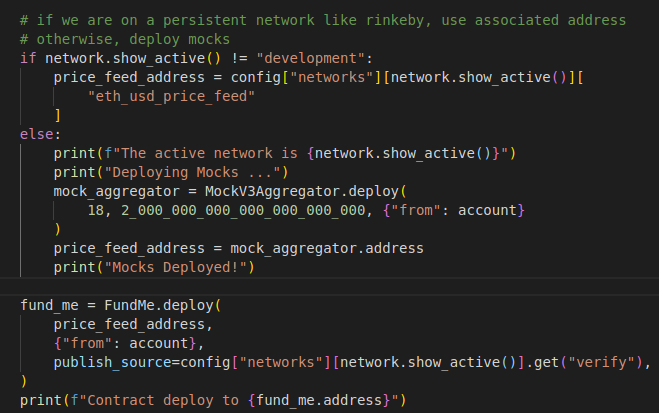 # if we are on a persistent network like rinkeby, use associated address
# otherwise, deploy mocks
if network.show_active() != "development":
    price_feed_address = config["networks"][network.show_active()][
        "eth_usd_price_feed"
    ]
else:
    print(f"The active network is {network.show_active()}")
    print("Deploying Mocks ...")
    mock_aggregator = MockV3Aggregator.deploy(
        18, 2_000_000_000_000_000_000_000, {"from": account}
    )
    price_feed_address = mock_aggregator.address
    print("Mocks Deployed!")

fund_me = FundMe.deploy(
    price_feed_address,
    {"from": account},
    publish_source=config["networks"][network.show_active()].get("verify"),
)
print(f"Contract deploy to {fund_me.address}")